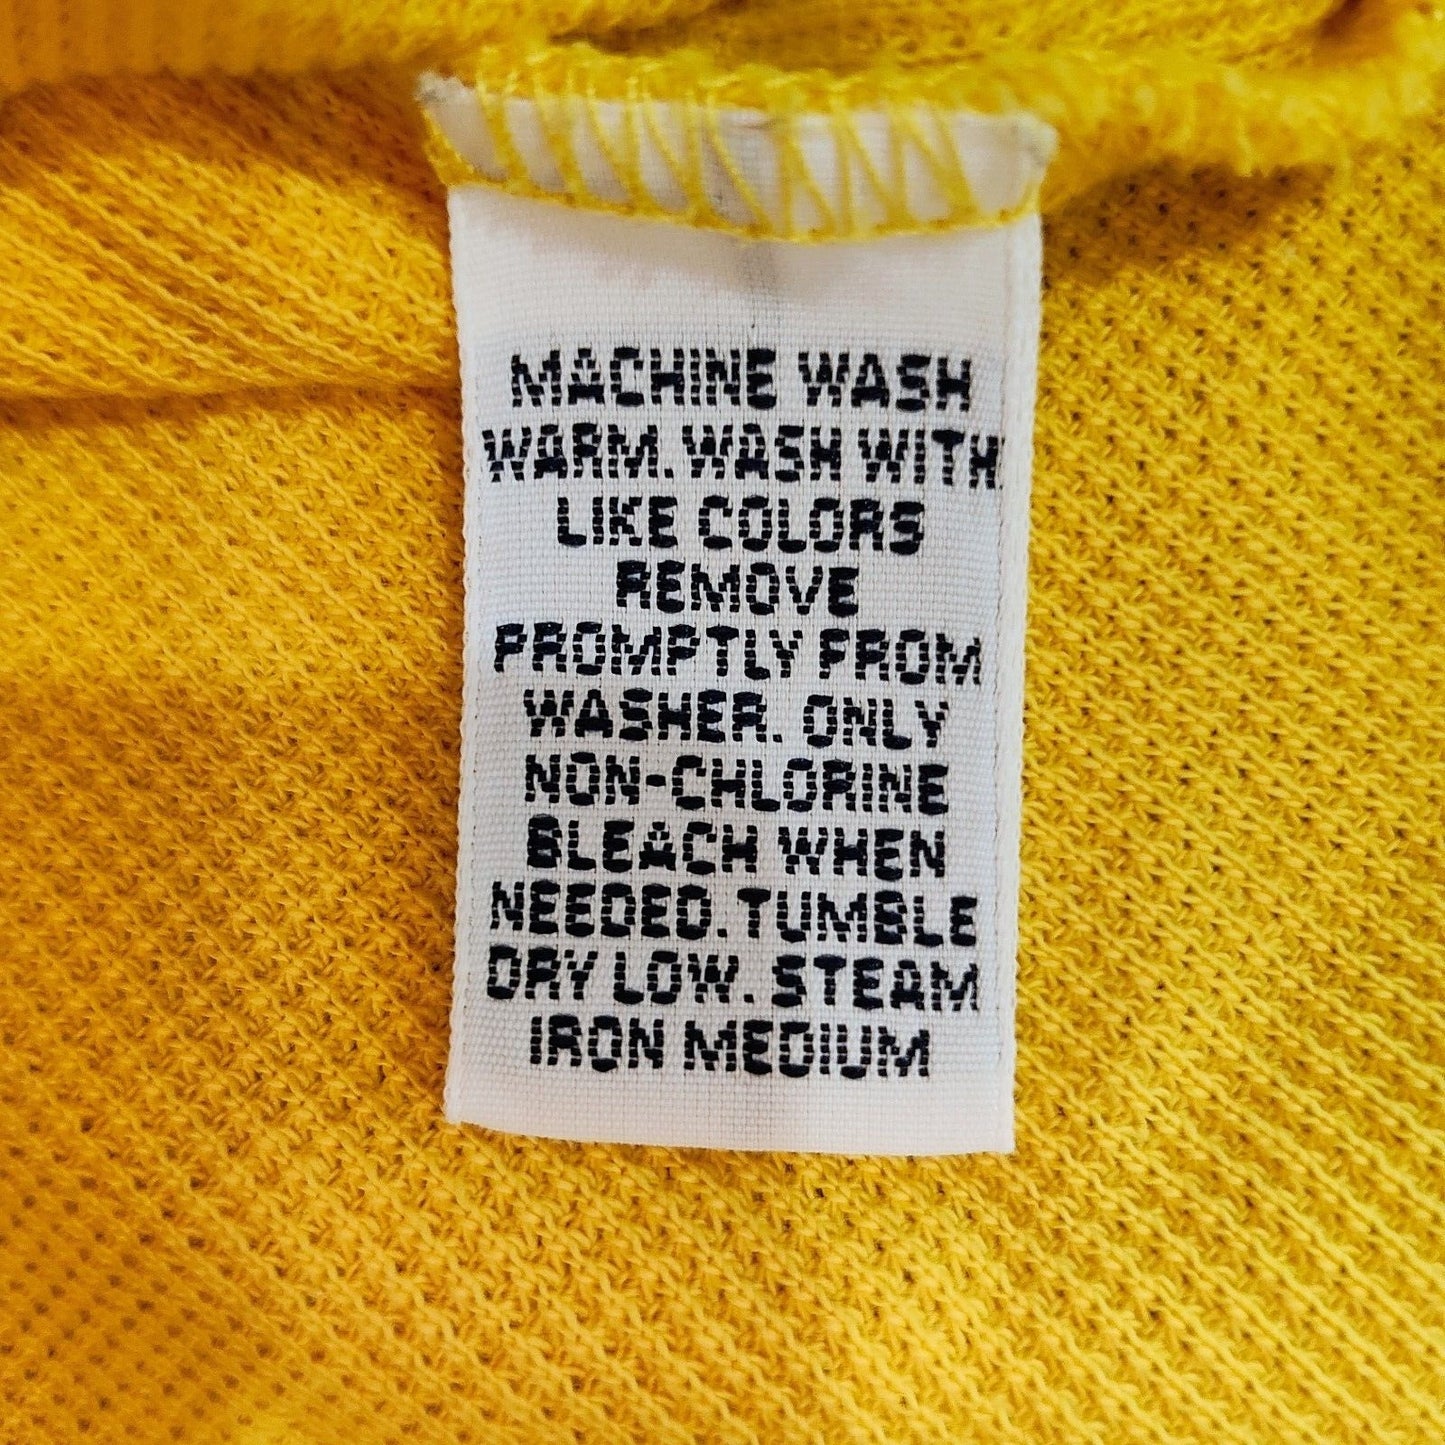 MACHINE WASH
WARM. WASH WITH
LIKE COLORS
REMOVE
PROMPTLY FROM
WASHER. ONLY
NON-CHLORINE
BLEACH WHEN
NEEDED. TUMBLE
DRY LOW. STEAM
IRON MEDIUM